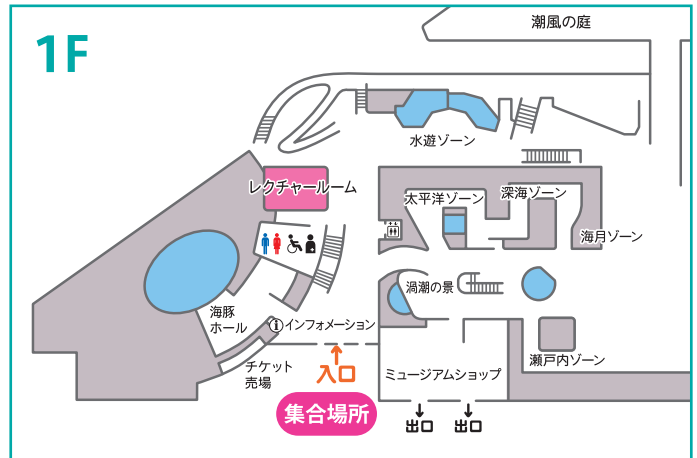 潮風の庭
1F
水遊ゾーン
レクチャールーム
太平洋ゾーン
深海ゾーン
海月ゾーン
渦潮の景
海豚
ホール
インフォメーション
チケット
売場
入口
集合場所
ミュージアムショップ
瀬戸内ゾーン
出口
出口